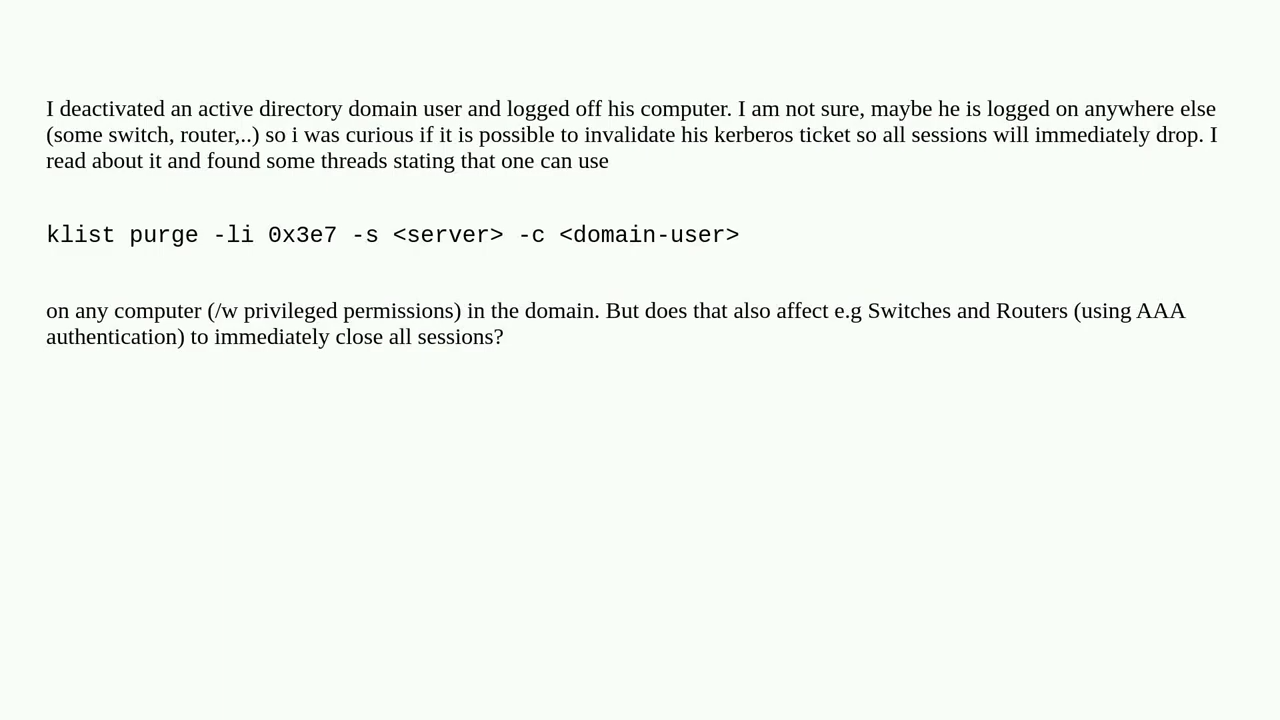 I deactivated an active directory domain user and logged off his computer. I am not sure, maybe he is logged on anywhere else
(some switch, router,..) so i was curious if it is possible to invalidate his kerberos ticket so all sessions will immediately drop. I
read about it and found some threads stating that one can use
klist purge -li 0x3e7 -s <server> -c <domain-user>
on any computer (/w privileged permissions) in the domain. But does that also affect e.g Switches and Routers (using AAA
authentication) to immediately close all sessions?